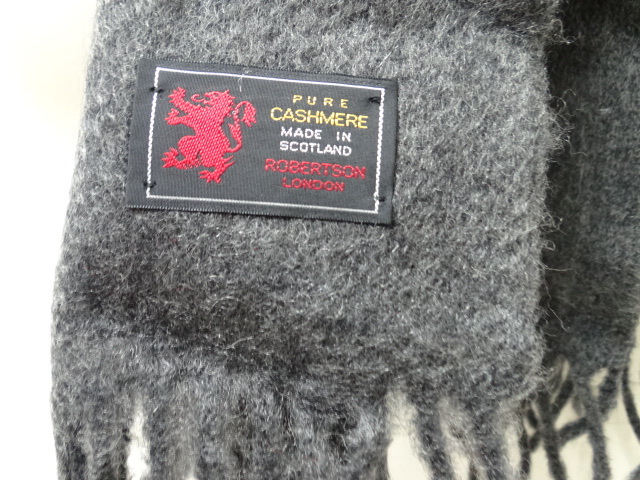 PURE
CASHMERE
MADE IN
SCOTLAND
ROBERTSON
LONDON